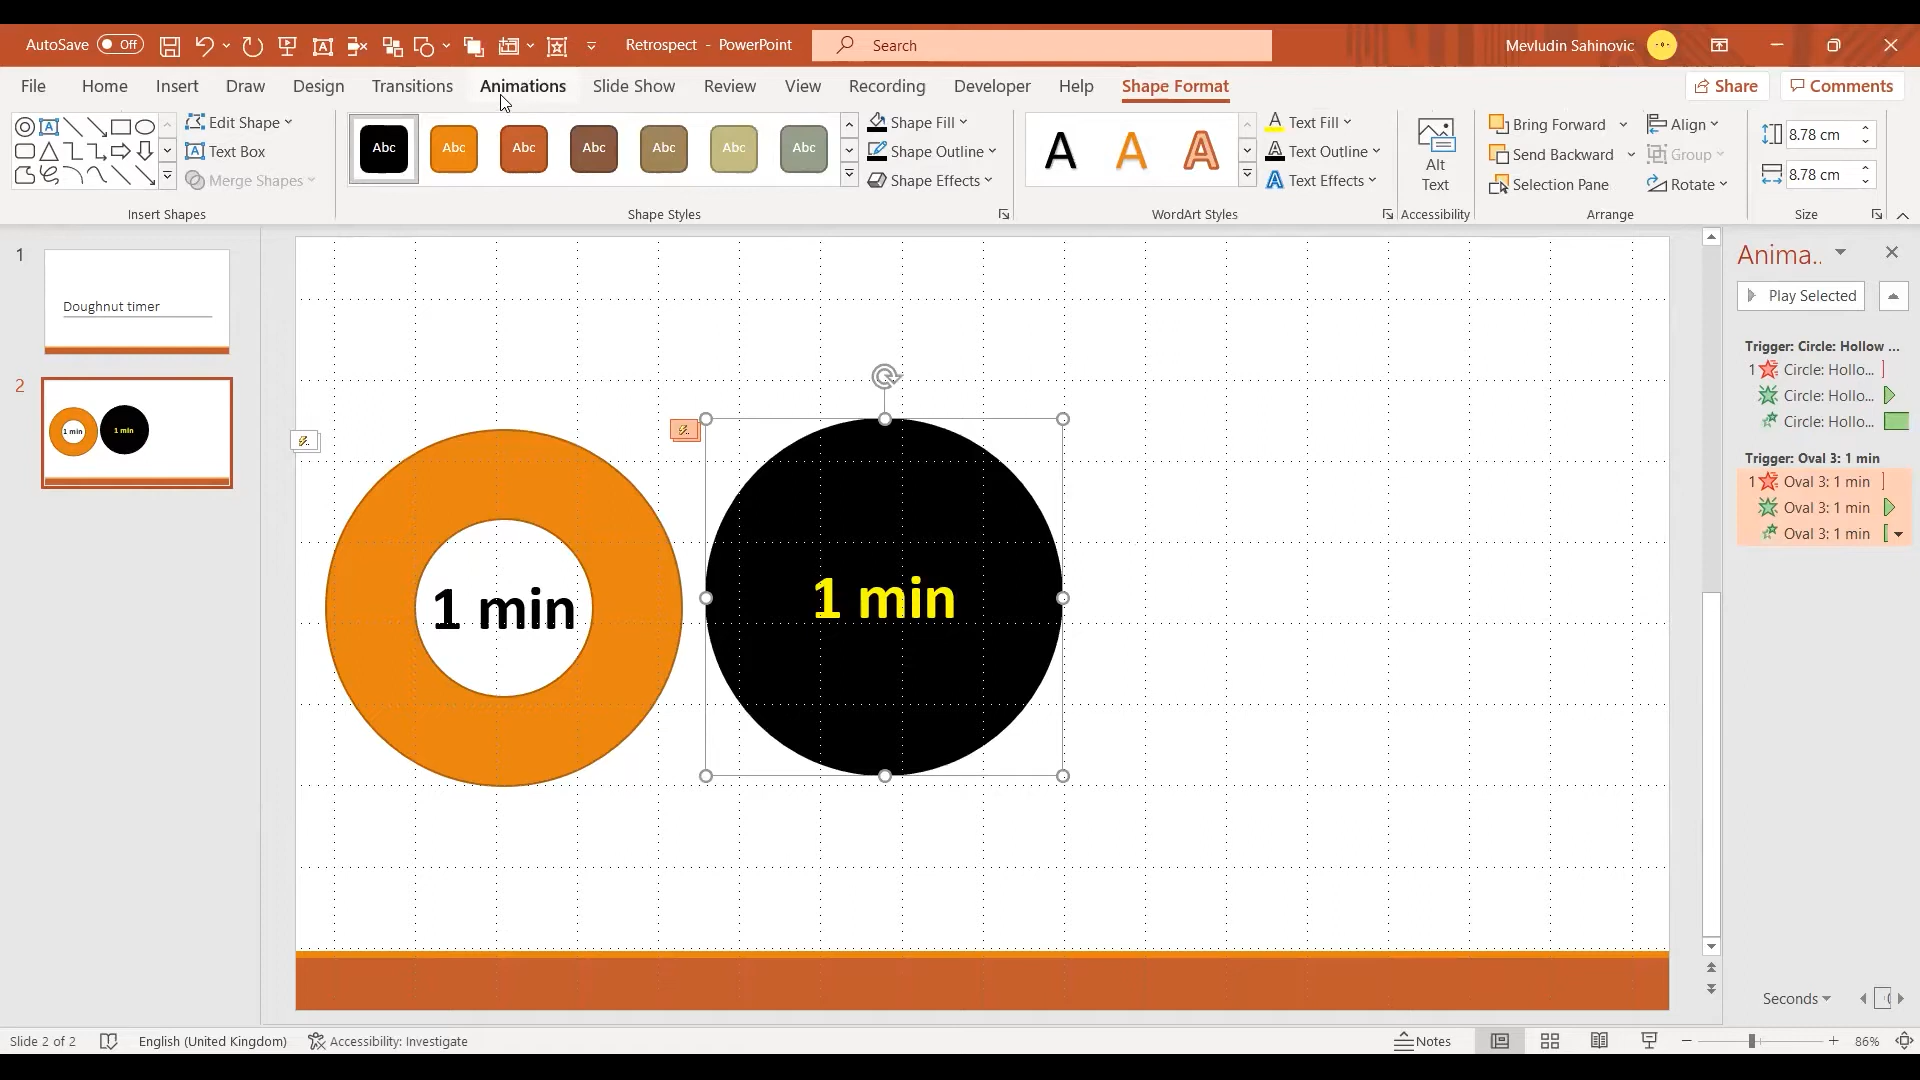 AutoSave Off Retrospect - PowerPoint Search Mevludin Sahinovic
File Home Insert Draw Design Transitions Animations Slide Show Review View Recording Developer Help Shape Format Share Comments
Edit Shape
Text Box
Merge Shapes
Insert Shapes
Abc Abc Abc Abc Abc Abc Abc
Shape Fill
Shape Outline
Shape Effects
Shape Styles
A A A
Text Fill
Text Outline
Text Effects
WordArt Styles
Alt
Text
Accessibility
Bring Forward
Send Backward
Selection Pane
Align
Group
Rotate
Arrange
8.78 cm
8.78 cm
Size
1
Doughnut timer
2
1 min 1 min
1 min
1 min
Anima..
Play Selected
Trigger: Circle: Hollow ...
1 Circle: Hollo...
Circle: Hollo...
Circle: Hollo...
Trigger: Oval 3: 1 min
1 Oval 3: 1 min
Oval 3: 1 min
Oval 3: 1 min
Seconds
Slide 2 of 2 English (United Kingdom) Accessibility: Investigate Notes 86%